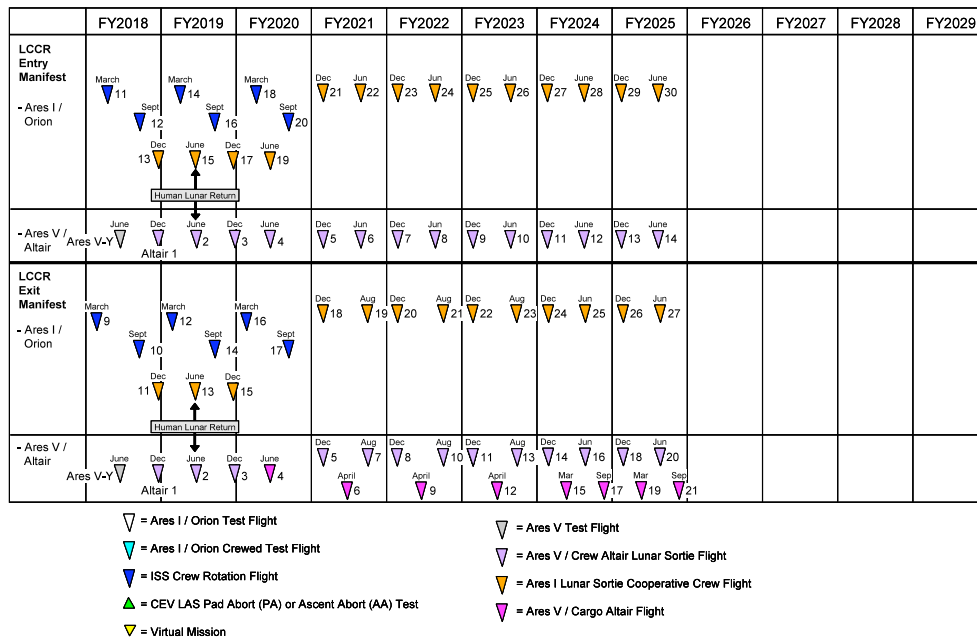 FY2018 FY2019 FY2020 FY2021 FY2022 FY2023 FY2024 FY2025 FY2026 FY2027 FY2028 FY2029
LCCR
Entry
Manifest
- Ares I /
Orion
March March March Dec Jun Dec Jun Dec Jun Dec June Dec June
11 14 18 21 22 23 24 25 26 27 28 29 30
Sept Sept Sept
12 16 20
Dec June Dec June
13 15 17 19
Human Lunar Return
- Ares V /
Altair
Ares V-Y
June Dec June Dec June Dec Jun Dec Jun Dec Jun Dec June Dec June
2 3 4 5 6 7 8 9 10 11 12 13 14
Altair 1
LCCR
Exit
Manifest
- Ares I /
Orion
March March March Dec Aug Dec Aug Dec Aug Dec Jun Dec Jun
9 12 16 18 19 20 21 22 23 24 25 26 27
Sept Sept Sept
10 14 17
Dec June Dec
11 13 15
Human Lunar Return
- Ares V /
Altair
Dec Aug Dec Aug Dec Aug Dec Jun Dec Jun
5 7 8 10 11 13 14 16 18 20
Ares V-Y
June Dec June Dec June
2 3 4
Altair 1
April April April Mar Sep Mar Sep
6 9 12 15 17 19 21
= Ares I / Orion Test Flight
= Ares I / Orion Crewed Test Flight
= ISS Crew Rotation Flight
= CEV LAS Pad Abort (PA) or Ascent Abort (AA) Test
= Virtual Mission
= Ares V Test Flight
= Ares V / Crew Altair Lunar Sortie Flight
= Ares I Lunar Sortie Cooperative Crew Flight
= Ares V / Cargo Altair Flight